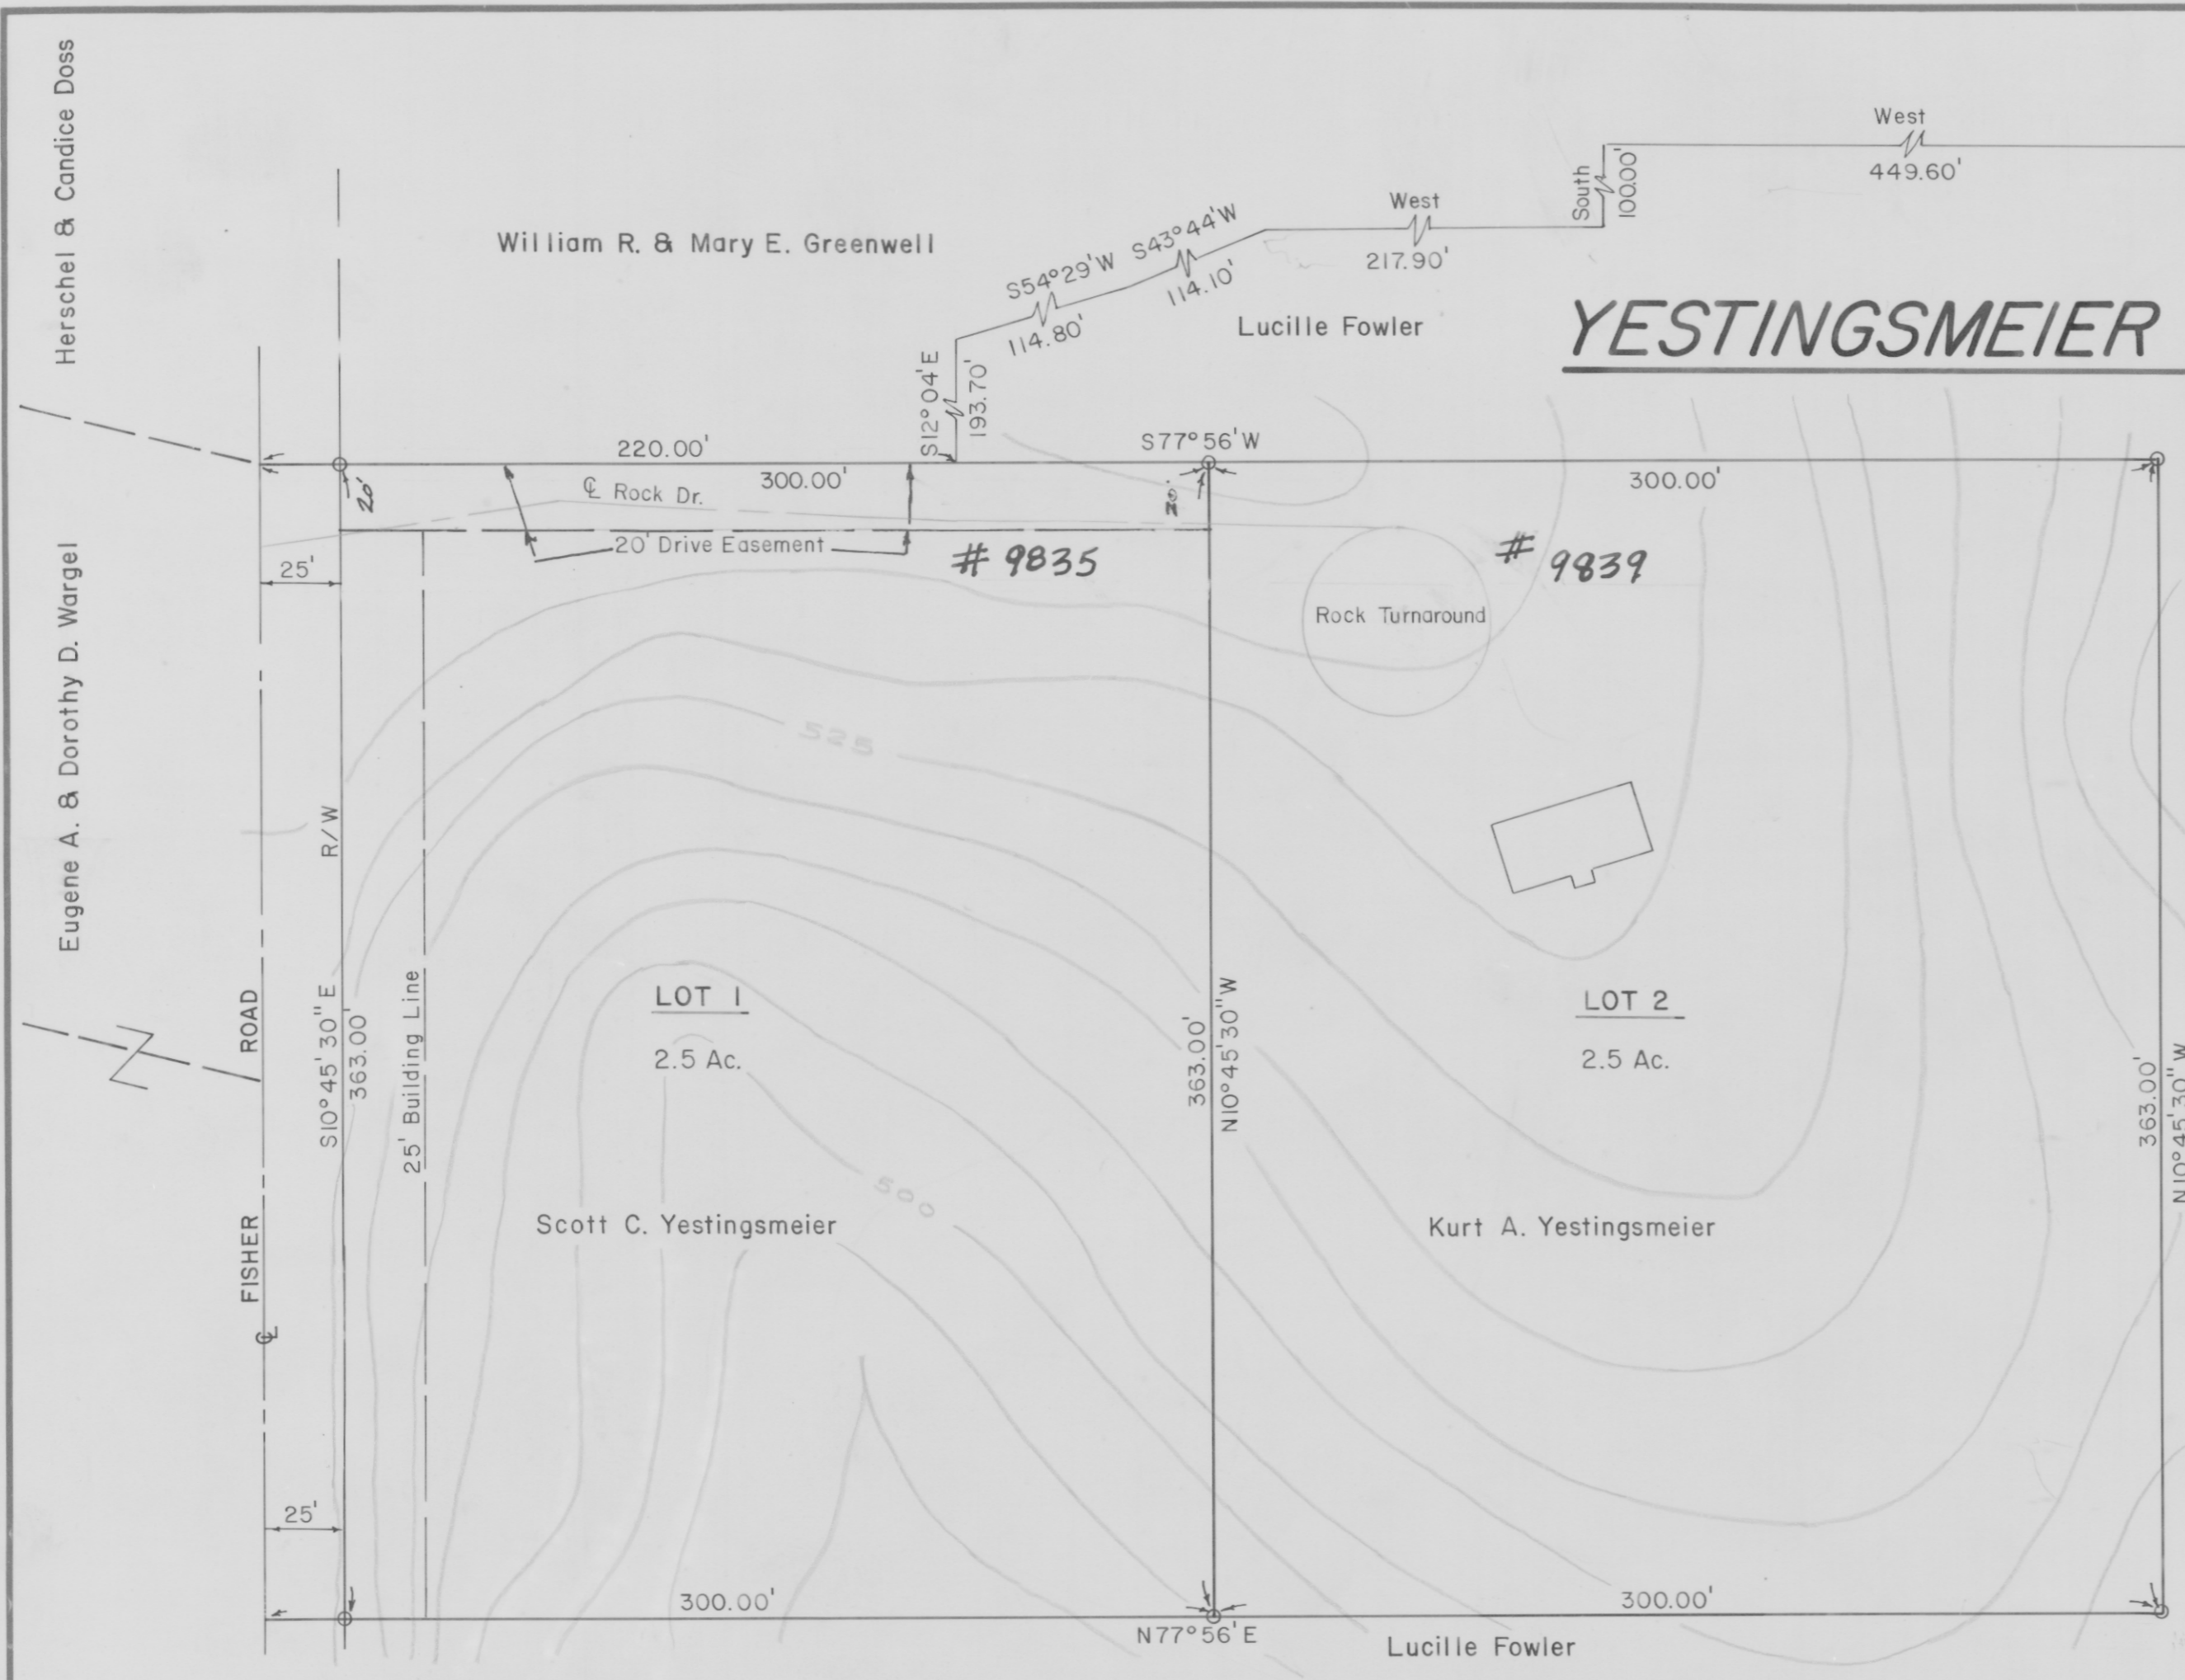 Herschel & Candice Doss
Eugene A. & Dorothy D. Wargel
William R. & Mary E. Greenwell
West
449.60'
South
100.00'
West
217.90'
S43°44'W
114.10'
S54°29'W
114.80'
Lucille Fowler
YESTINGSMEIER
S12°04'E
193.70'
220.00'
300.00'
S77°56'W
300.00'
20'
℄ Rock Dr.
20'
20' Drive Easement
# 9835
# 9839
25'
Rock Turnaround
525
R/W
LOT 1
2.5 Ac.
LOT 2
2.5 Ac.
FISHER ROAD
S10°45'30"E
363.00'
25' Building Line
363.00'
N10°45'30"W
363.00'
N10°45'30"W
500
Scott C. Yestingsmeier
Kurt A. Yestingsmeier
℄
25'
300.00'
300.00'
N77°56'E
Lucille Fowler